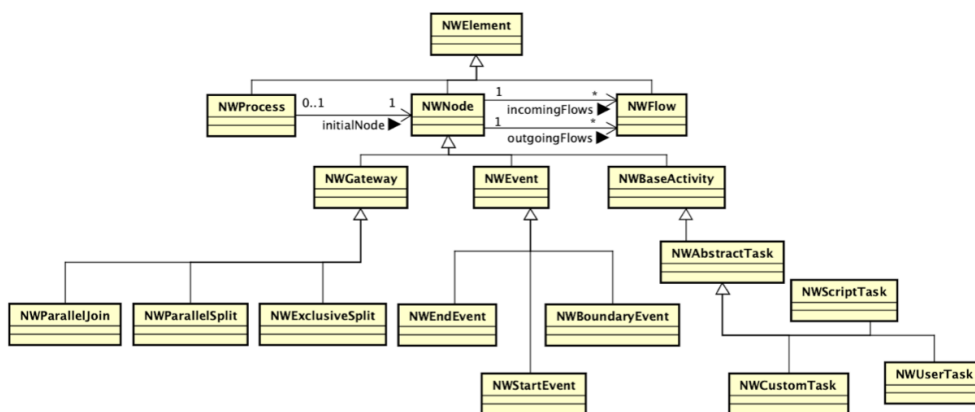 NWElement
NWProcess
0..1
1
initialNode
NWNode
1
*
incomingFlows
1
*
outgoingFlows
NWFlow
NWGateway
NWEvent
NWBaseActivity
NWAbstractTask
NWScriptTask
NWParallelJoin
NWParallelSplit
NWExclusiveSplit
NWEndEvent
NWBoundaryEvent
NWStartEvent
NWCustomTask
NWUserTask